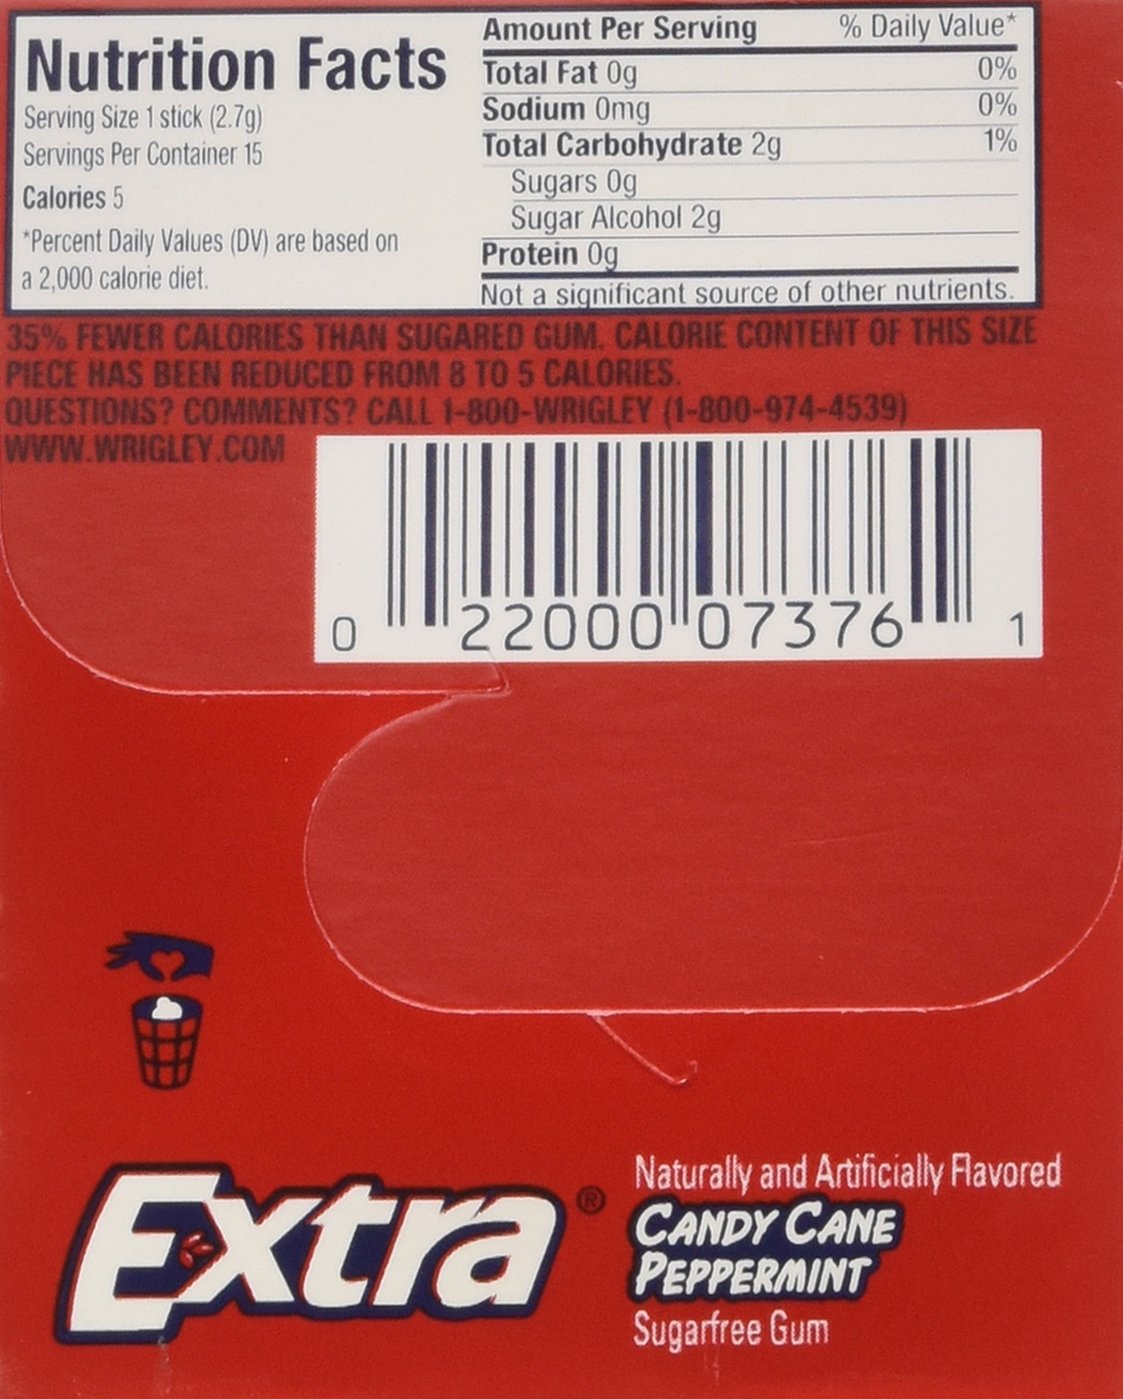 Nutrition Facts
Serving Size 1 stick (2.7g)
Servings Per Container 15
Calories 5
*Percent Daily Values (DV) are based on
a 2,000 calorie diet.
Amount Per Serving % Daily Value*
Total Fat 0g 0%
Sodium 0mg 0%
Total Carbohydrate 2g 1%
Sugars 0g
Sugar Alcohol 2g
Protein 0g
Not a significant source of other nutrients.
35% FEWER CALORIES THAN SUGARED GUM. CALORIE CONTENT OF THIS SIZE
PIECE HAS BEEN REDUCED FROM 8 TO 5 CALORIES.
QUESTIONS? COMMENTS? CALL 1-800-WRIGLEY (1-800-974-4539)
WWW.WRIGLEY.COM
0 22000 07376 1
Extra®
Naturally and Artificially Flavored
CANDY CANE
PEPPERMINT
Sugarfree Gum